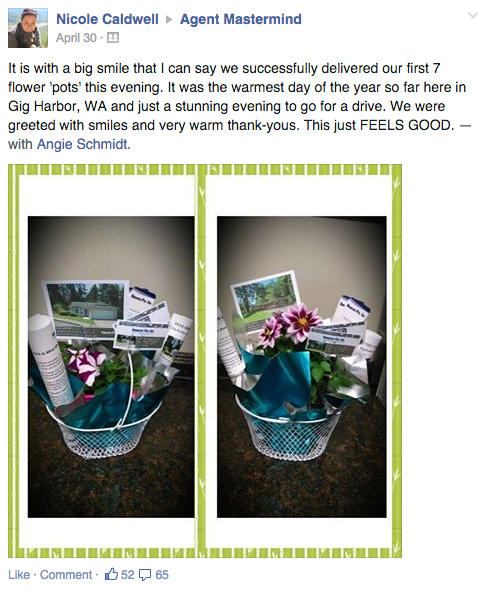 Nicole Caldwell ▸ Agent Mastermind
April 30 ·
It is with a big smile that I can say we successfully delivered our first 7
flower 'pots' this evening. It was the warmest day of the year so far here in
Gig Harbor, WA and just a stunning evening to go for a drive. We were
greeted with smiles and very warm thank-yous. This just FEELS GOOD. —
with Angie Schmidt.
Like · Comment · 52 65